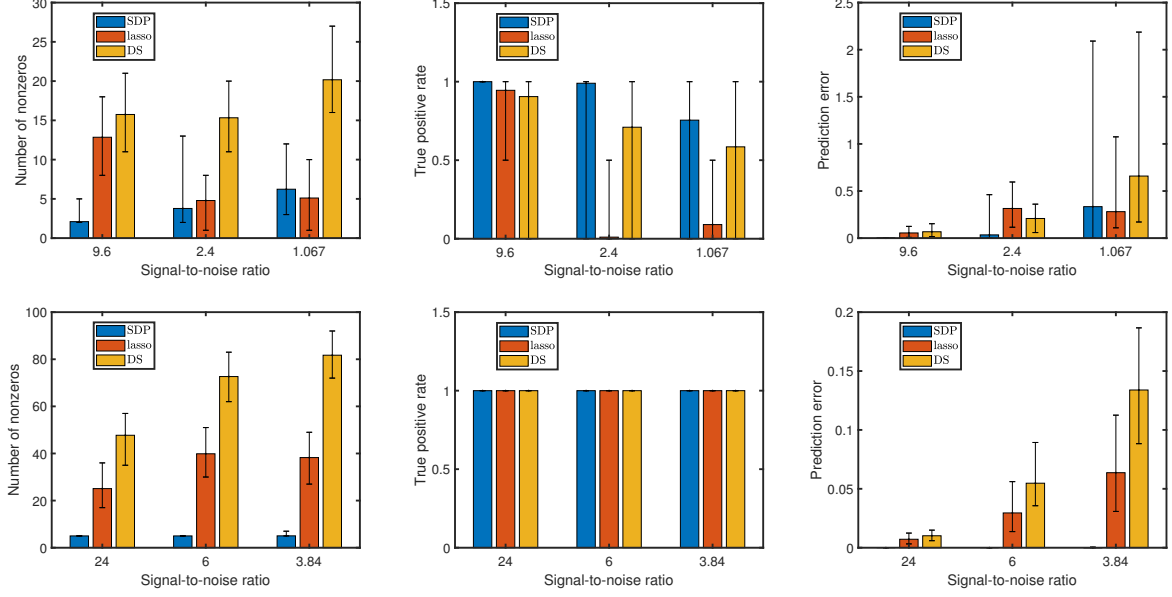 Number of nonzeros
30
25
20
15
10
5
0
SDP
lasso
DS
9.6
2.4
1.067
Signal-to-noise ratio
True positive rate
1.5
1
0.5
0
SDP
lasso
DS
9.6
2.4
1.067
Signal-to-noise ratio
Prediction error
2.5
2
1.5
1
0.5
0
SDP
lasso
DS
9.6
2.4
1.067
Signal-to-noise ratio
Number of nonzeros
100
80
60
40
20
0
SDP
lasso
DS
24
6
3.84
Signal-to-noise ratio
True positive rate
1.5
1
0.5
0
SDP
lasso
DS
24
6
3.84
Signal-to-noise ratio
Prediction error
0.2
0.15
0.1
0.05
0
SDP
lasso
DS
24
6
3.84
Signal-to-noise ratio